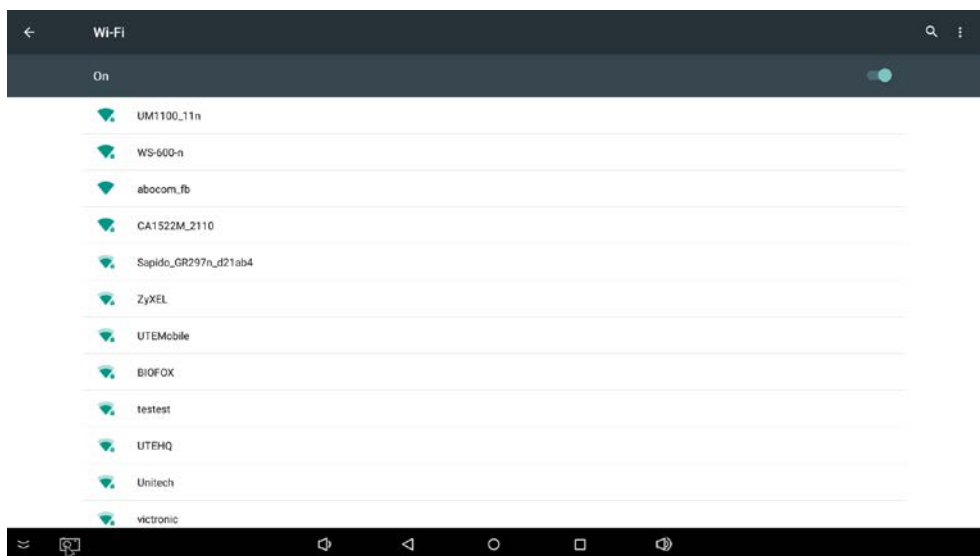 Wi-Fi
On
UM1100_11n
WS-600-n
abocom_fb
CA1522M_2110
Sapido_GR297n_d21ab4
ZyXEL
UTEMobile
BIOFOX
testest
UTEHQ
Unitech
victronic